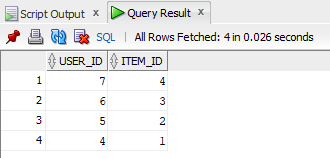 Script Output x Query Result x
SQL | All Rows Fetched: 4 in 0.026 seconds
USER_ID ITEM_ID
1 7 4
2 6 3
3 5 2
4 4 1